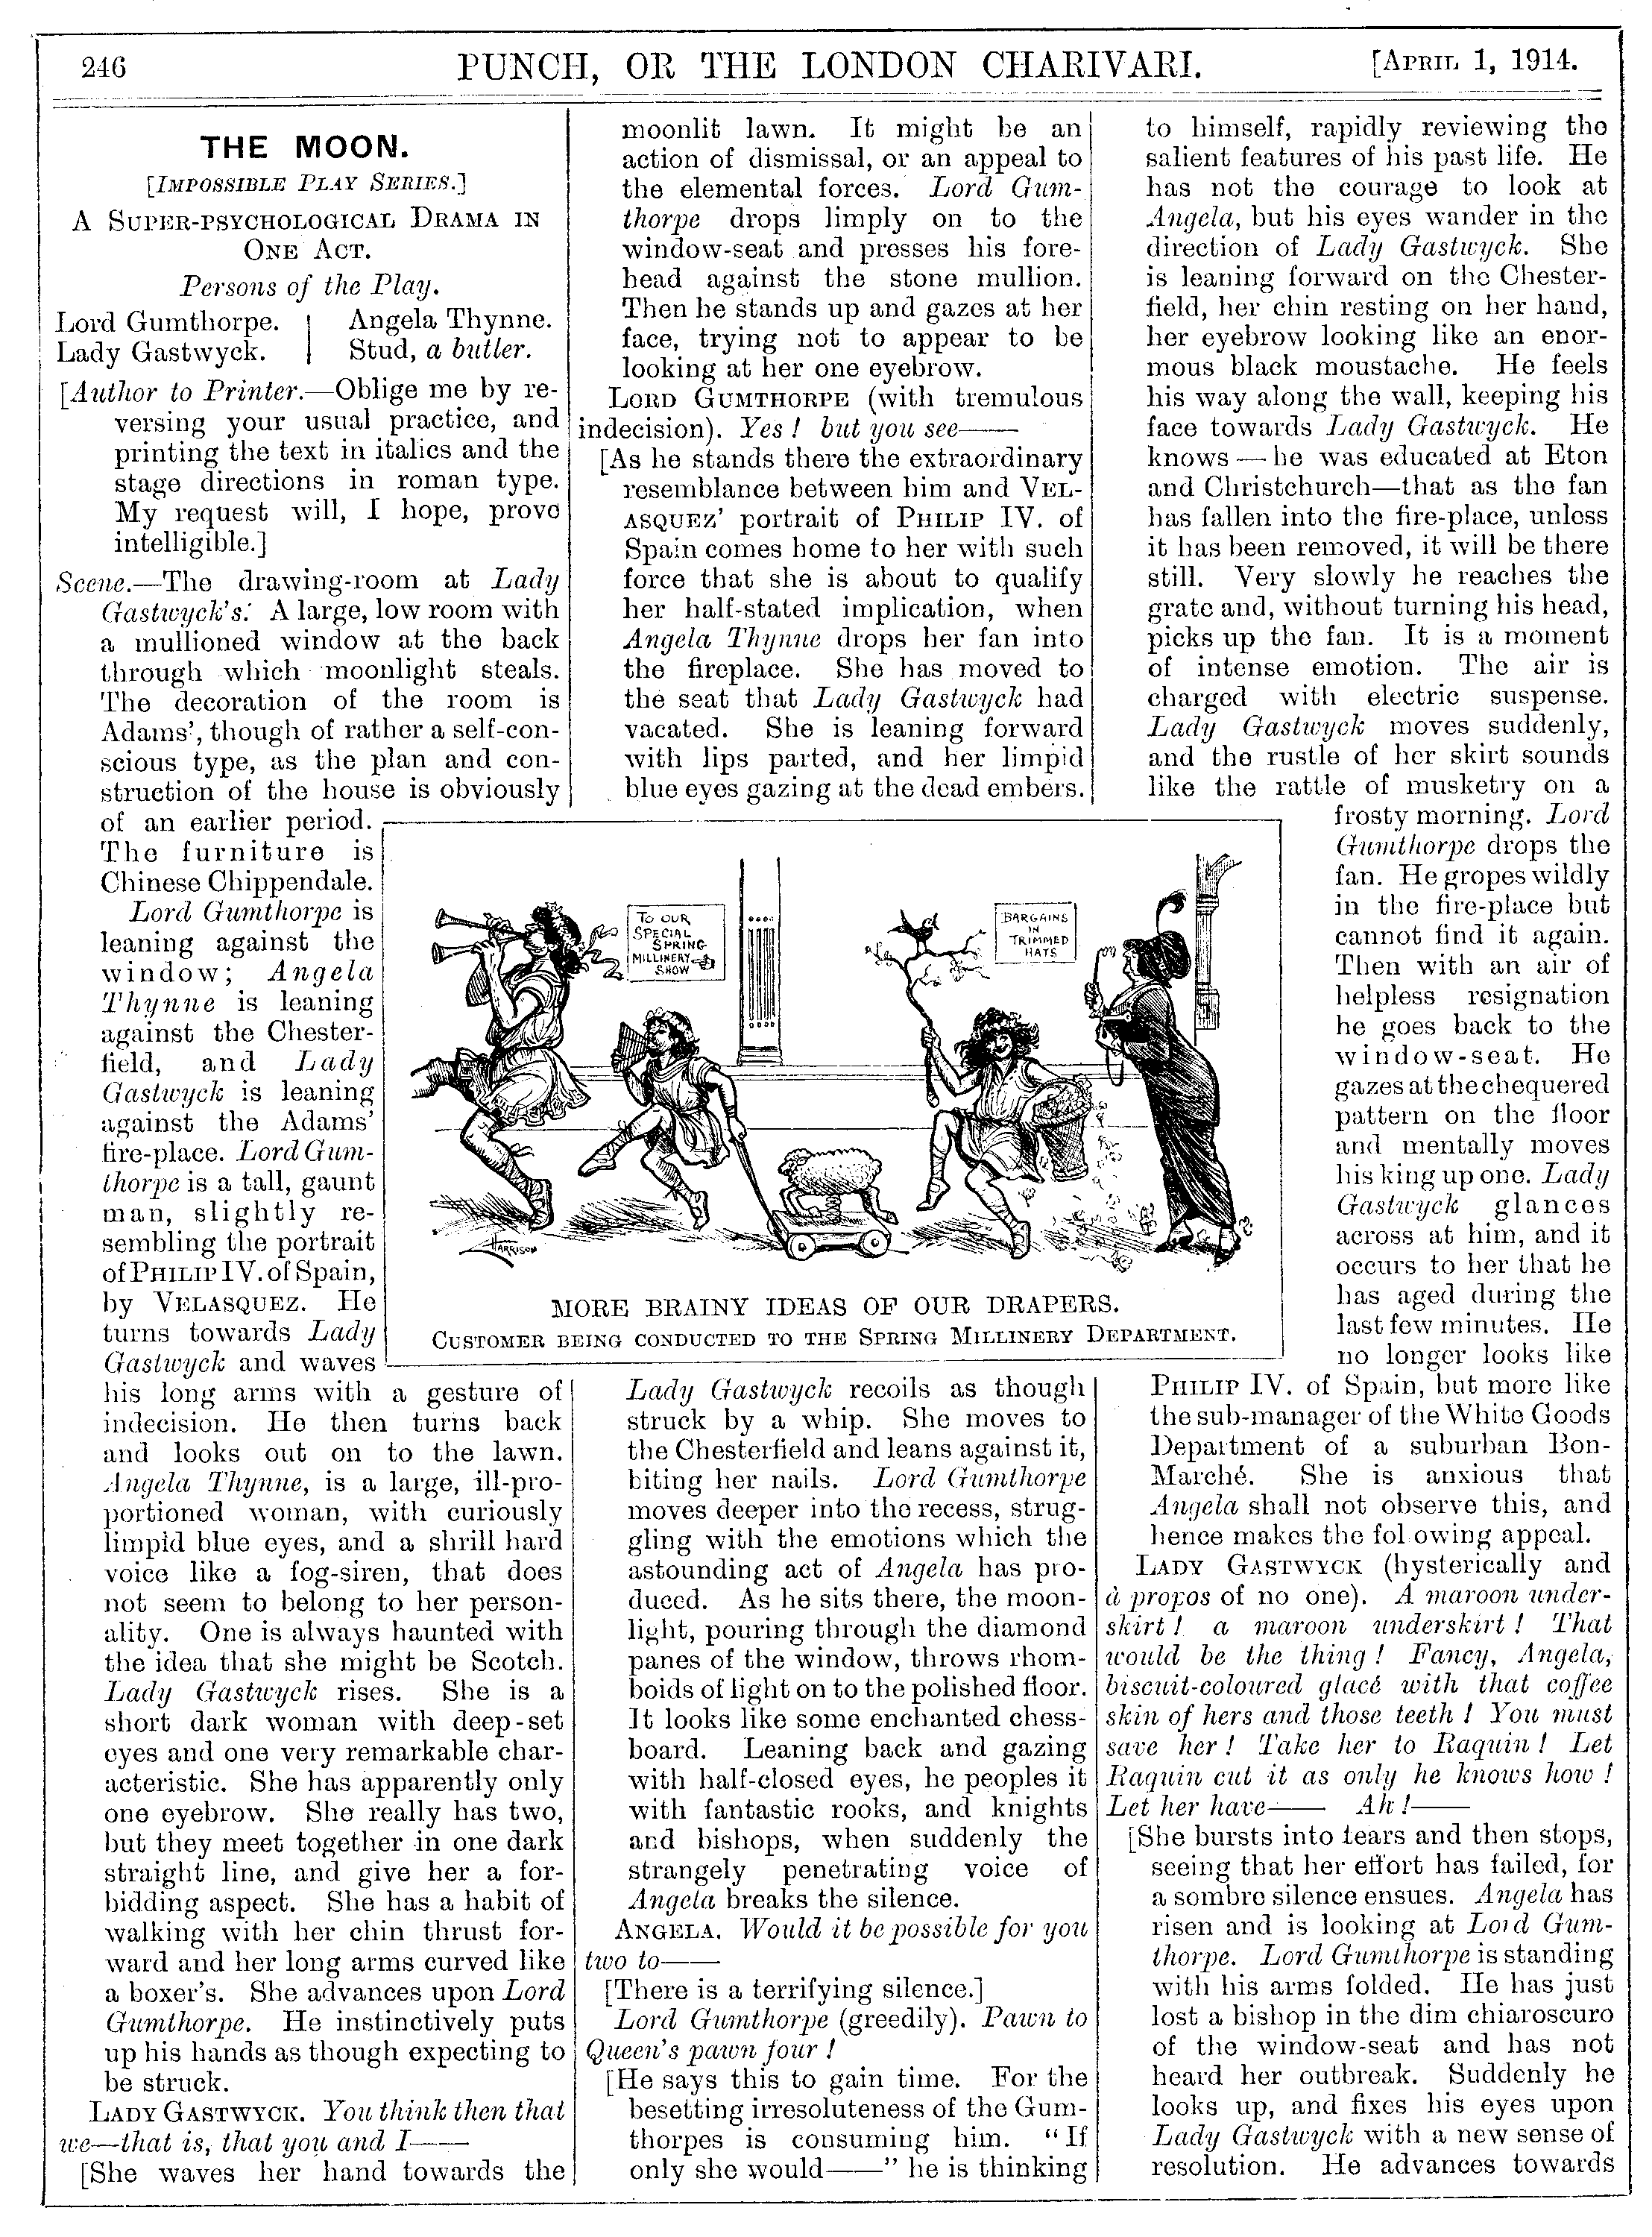 246
PUNCH, OR THE LONDON CHARIVARI.
[APRIL 1, 1914.
THE MOON.
[IMPOSSIBLE PLAY SERIES.]
A SUPER-PSYCHOLOGICAL DRAMA IN
ONE ACT.
Persons of the Play.
Lord Gumthorpe. | Angela Thynne.
Lady Gastwyck. | Stud, a butler.
[Author to Printer.—Oblige me by re-
versing your usual practice, and
printing the text in italics and the
stage directions in roman type.
My request will, I hope, prove
intelligible.]
Scene.—The drawing-room at Lady
Gastwyck's. A large, low room with
a mullioned window at the back
through which moonlight steals.
The decoration of the room is
Adams', though of rather a self-con-
scious type, as the plan and con-
struction of the house is obviously
of an earlier period.
The furniture is
Chinese Chippendale.
Lord Gumthorpe is
leaning against the
window; Angela
Thynne is leaning
against the Chester-
field, and Lady
Gastwyck is leaning
against the Adams'
fire-place. Lord Gum-
thorpe is a tall, gaunt
man, slightly re-
sembling the portrait
of PHILIP IV. of Spain,
by VELASQUEZ. He
turns towards Lady
Gastwyck and waves
his long arms with a gesture of
indecision. He then turns back
and looks out on to the lawn.
Angela Thynne, is a large, ill-pro-
portioned woman, with curiously
limpid blue eyes, and a shrill hard
voice like a fog-siren, that does
not seem to belong to her person-
ality. One is always haunted with
the idea that she might be Scotch.
Lady Gastwyck rises. She is a
short dark woman with deep-set
eyes and one very remarkable char-
acteristic. She has apparently only
one eyebrow. She really has two,
but they meet together in one dark
straight line, and give her a for-
bidding aspect. She has a habit of
walking with her chin thrust for-
ward and her long arms curved like
a boxer's. She advances upon Lord
Gumthorpe. He instinctively puts
up his hands as though expecting to
be struck.
LADY GASTWYCK. You think then that
we—that is, that you and I——
[She waves her hand towards the
moonlit lawn. It might be an
action of dismissal, or an appeal to
the elemental forces. Lord Gum-
thorpe drops limply on to the
window-seat and presses his fore-
head against the stone mullion.
Then he stands up and gazes at her
face, trying not to appear to be
looking at her one eyebrow.
LORD GUMTHORPE (with tremulous
indecision). Yes! but you see——
[As he stands there the extraordinary
resemblance between him and VEL-
ASQUEZ' portrait of PHILIP IV. of
Spain comes home to her with such
force that she is about to qualify
her half-stated implication, when
Angela Thynne drops her fan into
the fireplace. She has moved to
the seat that Lady Gastwyck had
vacated. She is leaning forward
with lips parted, and her limpid
blue eyes gazing at the dead embers.
TO OUR
SPECIAL
SPRING
MILLINERY
SHOW
BARGAINS
IN
TRIMMED
HATS
HARRISON
MORE BRAINY IDEAS OF OUR DRAPERS.
CUSTOMER BEING CONDUCTED TO THE SPRING MILLINERY DEPARTMENT.
Lady Gastwyck recoils as though
struck by a whip. She moves to
the Chesterfield and leans against it,
biting her nails. Lord Gumthorpe
moves deeper into the recess, strug-
gling with the emotions which the
astounding act of Angela has pro-
duced. As he sits there, the moon-
light, pouring through the diamond
panes of the window, throws rhom-
boids of light on to the polished floor.
It looks like some enchanted chess-
board. Leaning back and gazing
with half-closed eyes, he peoples it
with fantastic rooks, and knights
and bishops, when suddenly the
strangely penetrating voice of
Angela breaks the silence.
ANGELA. Would it be possible for you
two to——
[There is a terrifying silence.]
Lord Gumthorpe (greedily). Pawn to
Queen's pawn four!
[He says this to gain time. For the
besetting irresoluteness of the Gum-
thorpes is consuming him. "If
only she would——" he is thinking
to himself, rapidly reviewing the
salient features of his past life. He
has not the courage to look at
Angela, but his eyes wander in the
direction of Lady Gastwyck. She
is leaning forward on the Chester-
field, her chin resting on her hand,
her eyebrow looking like an enor-
mous black moustache. He feels
his way along the wall, keeping his
face towards Lady Gastwyck. He
knows—he was educated at Eton
and Christchurch—that as the fan
has fallen into the fire-place, unless
it has been removed, it will be there
still. Very slowly he reaches the
grate and, without turning his head,
picks up the fan. It is a moment
of intense emotion. The air is
charged with electric suspense.
Lady Gastwyck moves suddenly,
and the rustle of her skirt sounds
like the rattle of musketry on a
frosty morning. Lord
Gumthorpe drops the
fan. He gropes wildly
in the fire-place but
cannot find it again.
Then with an air of
helpless resignation
he goes back to the
window-seat. He
gazes at the chequered
pattern on the floor
and mentally moves
his king up one. Lady
Gastwyck glances
across at him, and it
occurs to her that he
has aged during the
last few minutes. He
no longer looks like
PHILIP IV. of Spain, but more like
the sub-manager of the White Goods
Department of a suburban Bon-
Marché. She is anxious that
Angela shall not observe this, and
hence makes the fol owing appeal.
LADY GASTWYCK (hysterically and
à propos of no one). A maroon under-
skirt! a maroon underskirt! That
would be the thing! Fancy, Angela,
biscuit-coloured glacé with that coffee
skin of hers and those teeth! You must
save her! Take her to Raquin! Let
Raquin cut it as only he knows how!
Let her have—— Ah!——
[She bursts into tears and then stops,
seeing that her effort has failed, for
a sombre silence ensues. Angela has
risen and is looking at Lord Gum-
thorpe. Lord Gumthorpe is standing
with his arms folded. He has just
lost a bishop in the dim chiaroscuro
of the window-seat and has not
heard her outbreak. Suddenly he
looks up, and fixes his eyes upon
Lady Gastwyck with a new sense of
resolution. He advances towards